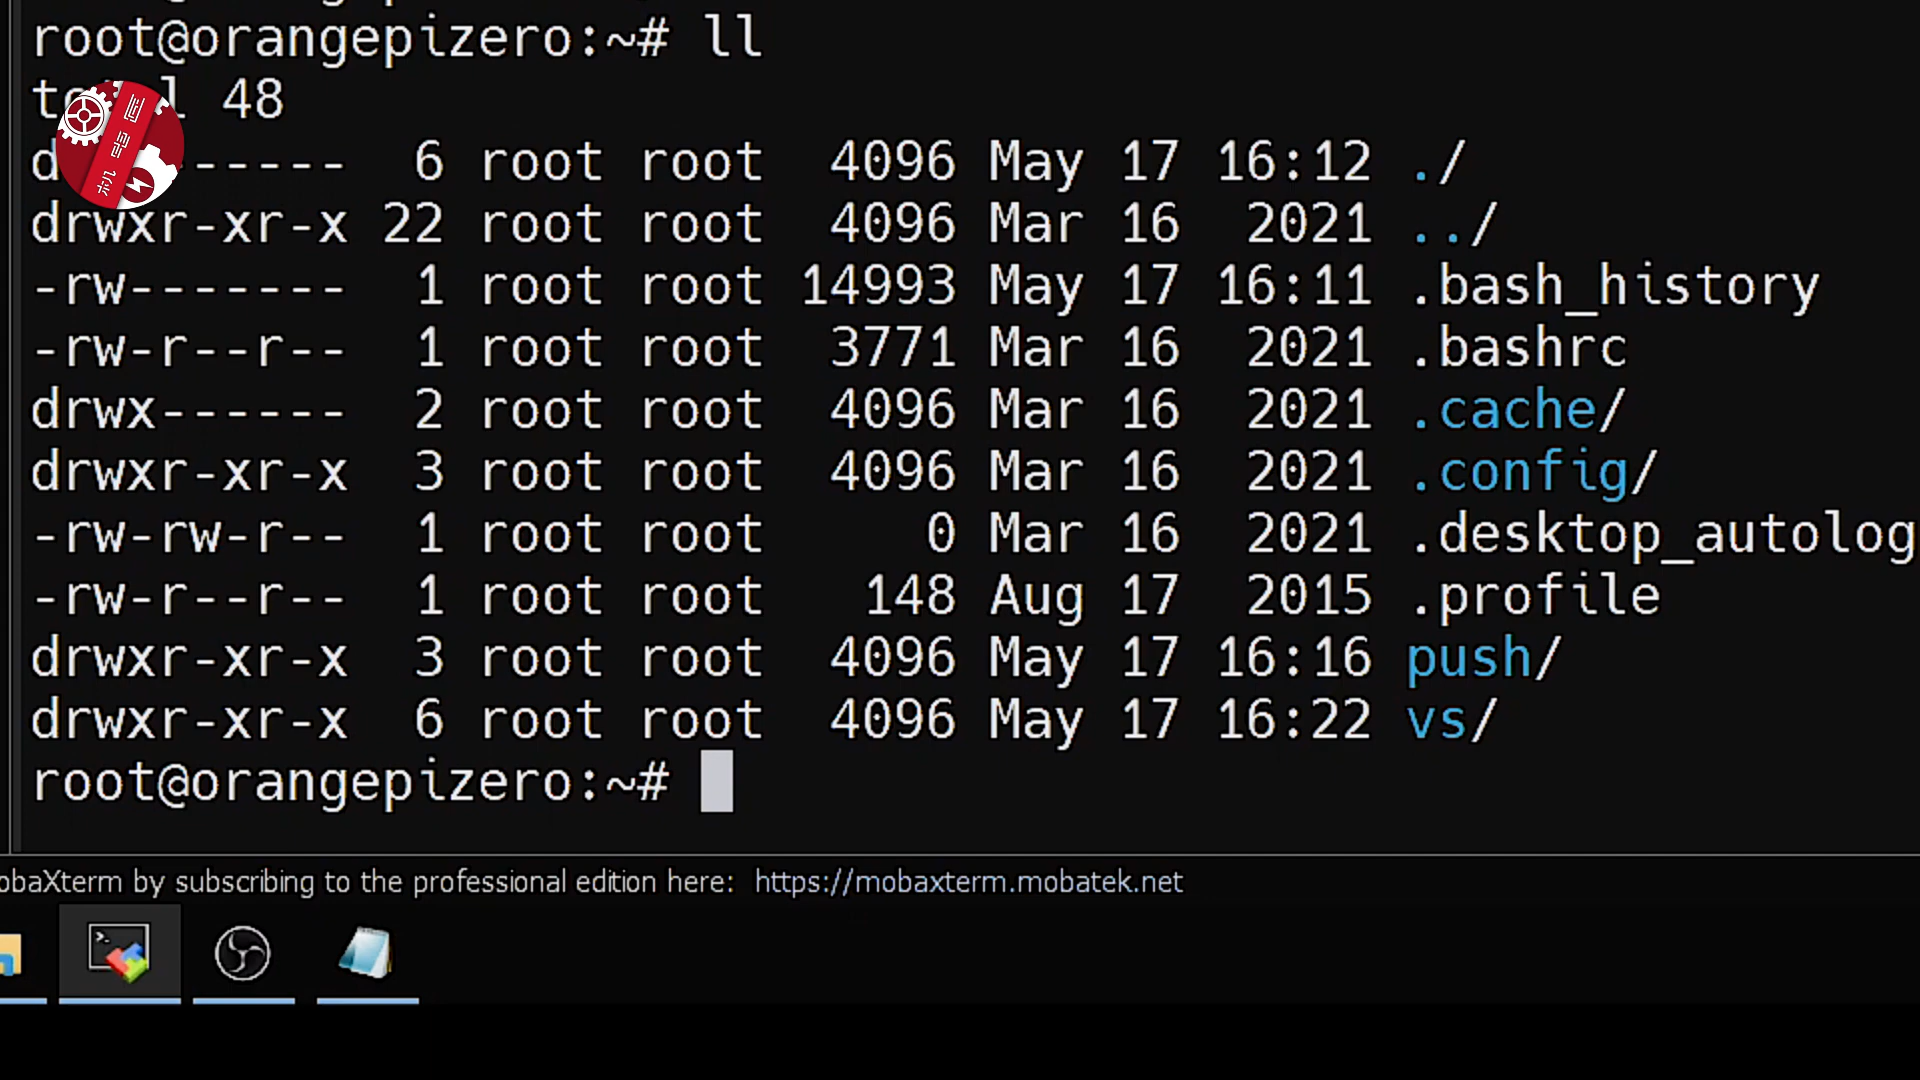 root@orangepizero:~# ll
48
6 root root 4096 May 17 16:12 ./
drwxr-xr-x 22 root root 4096 Mar 16 2021 ../
-rw------- 1 root root 14993 May 17 16:11 .bash_history
-rw-r--r-- 1 root root 3771 Mar 16 2021 .bashrc
drwx------ 2 root root 4096 Mar 16 2021 .cache/
drwxr-xr-x 3 root root 4096 Mar 16 2021 .config/
-rw-rw-r-- 1 root root 0 Mar 16 2021 .desktop_autolog
-rw-r--r-- 1 root root 148 Aug 17 2015 .profile
drwxr-xr-x 3 root root 4096 May 17 16:16 push/
drwxr-xr-x 6 root root 4096 May 17 16:22 vs/
root@orangepizero:~#
obaXterm by subscribing to the professional edition here: https://mobaxterm.mobatek.net